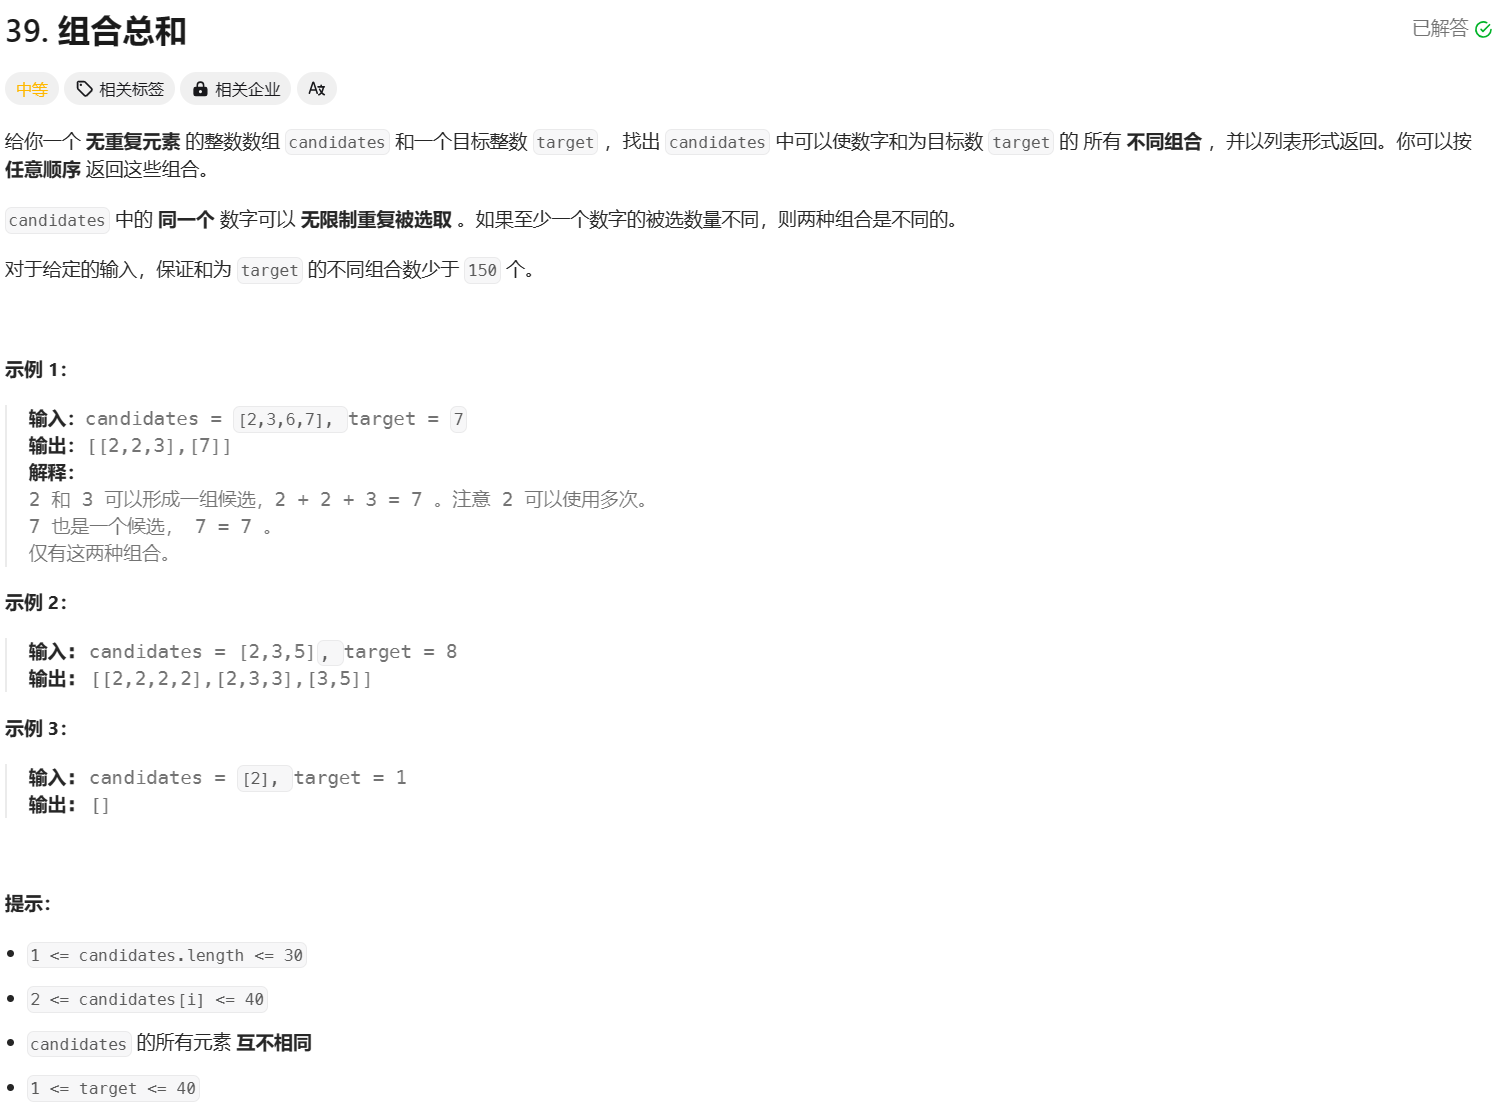 39. 组合总和
已解答
中等 相关标签 相关企业
给你一个 无重复元素 的整数数组 candidates 和一个目标整数 target ，找出 candidates 中可以使数字和为目标数 target 的 所有 不同组合 ，并以列表形式返回。你可以按
任意顺序 返回这些组合。
candidates 中的 同一个 数字可以 无限制重复被选取 。如果至少一个数字的被选数量不同，则两种组合是不同的。
对于给定的输入，保证和为 target 的不同组合数少于 150 个。
示例 1：
输入：candidates = [2,3,6,7], target = 7
输出：[[2,2,3],[7]]
解释：
2 和 3 可以形成一组候选，2 + 2 + 3 = 7 。注意 2 可以使用多次。
7 也是一个候选， 7 = 7 。
仅有这两种组合。
示例 2：
输入: candidates = [2,3,5], target = 8
输出: [[2,2,2,2],[2,3,3],[3,5]]
示例 3：
输入: candidates = [2], target = 1
输出: []
提示：
1 <= candidates.length <= 30
2 <= candidates[i] <= 40
candidates 的所有元素 互不相同
1 <= target <= 40